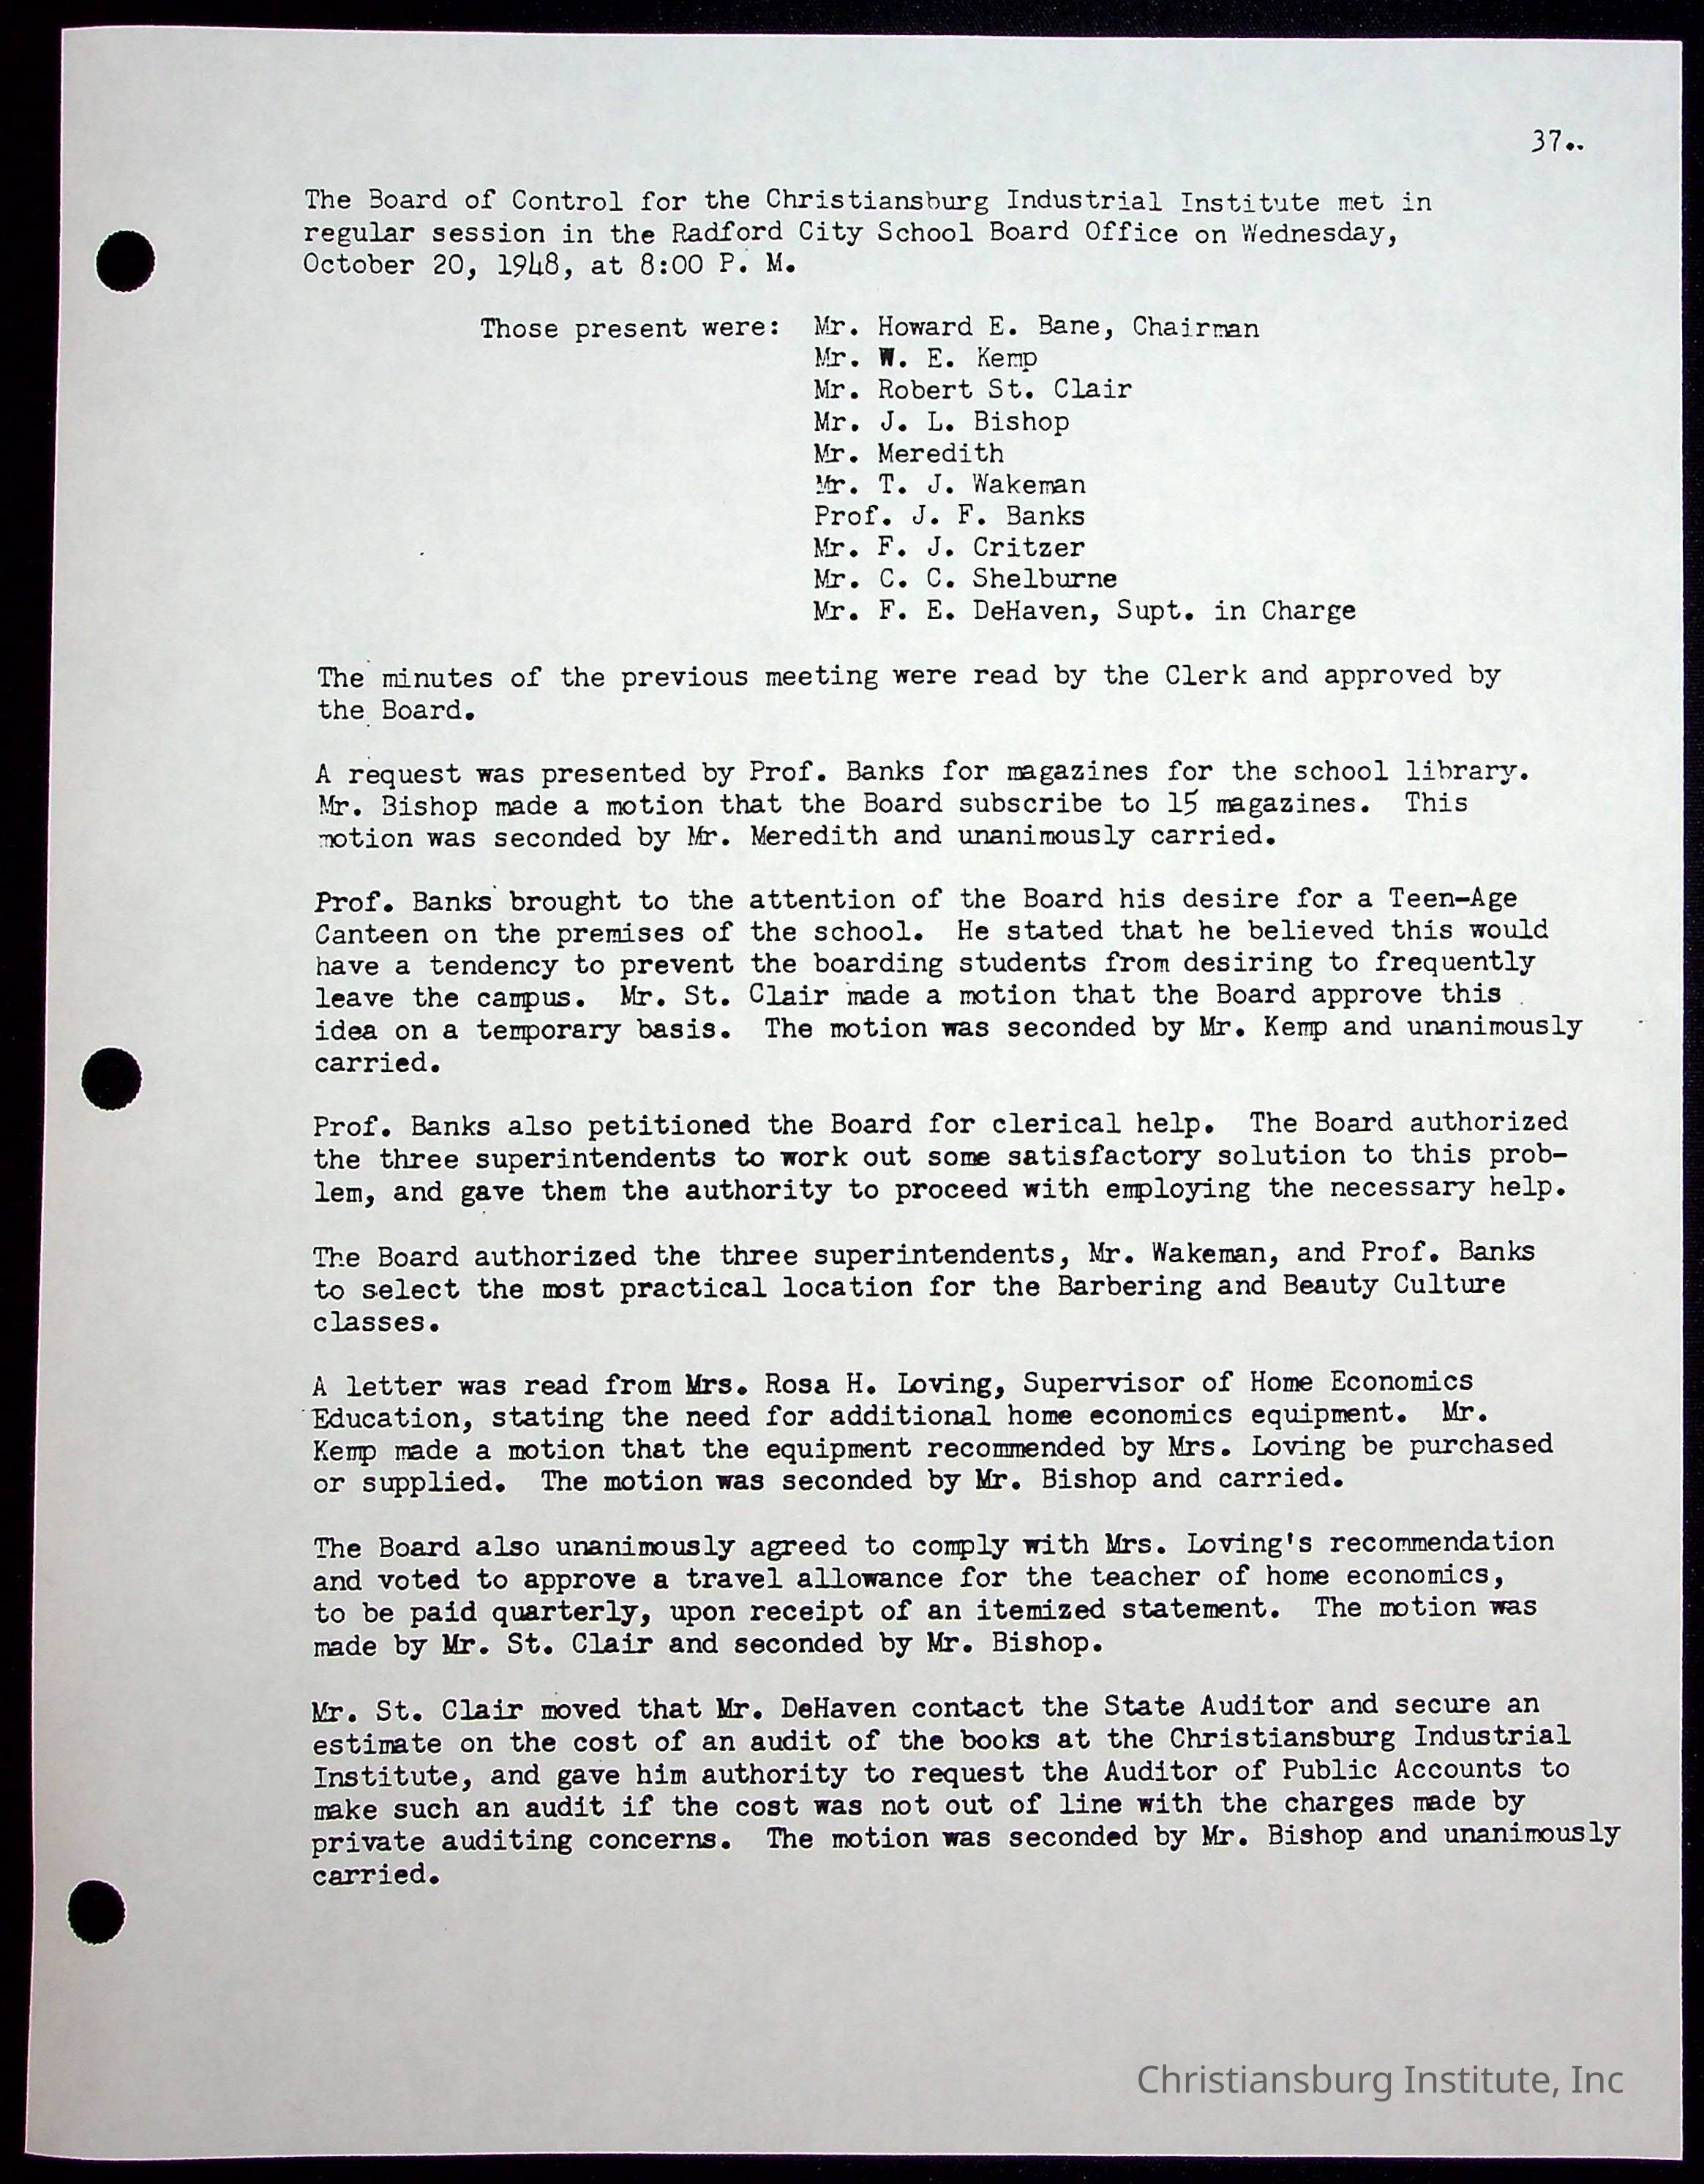 37..
The Board of Control for the Christiansburg Industrial Institute met in
regular session in the Radford City School Board Office on Wednesday,
October 20, 1948, at 8:00 P. M.
Those present were: Mr. Howard E. Bane, Chairman
Mr. W. E. Kemp
Mr. Robert St. Clair
Mr. J. L. Bishop
Mr. Meredith
Mr. T. J. Wakeman
Prof. J. F. Banks
Mr. F. J. Critzer
Mr. C. C. Shelburne
Mr. F. E. DeHaven, Supt. in Charge
The minutes of the previous meeting were read by the Clerk and approved by
the Board.
A request was presented by Prof. Banks for magazines for the school library.
Mr. Bishop made a motion that the Board subscribe to 15 magazines. This
motion was seconded by Mr. Meredith and unanimously carried.
Prof. Banks brought to the attention of the Board his desire for a Teen-Age
Canteen on the premises of the school. He stated that he believed this would
have a tendency to prevent the boarding students from desiring to frequently
leave the campus. Mr. St. Clair made a motion that the Board approve this
idea on a temporary basis. The motion was seconded by Mr. Kemp and unanimously
carried.
Prof. Banks also petitioned the Board for clerical help. The Board authorized
the three superintendents to work out some satisfactory solution to this prob-
lem, and gave them the authority to proceed with employing the necessary help.
The Board authorized the three superintendents, Mr. Wakeman, and Prof. Banks
to select the most practical location for the Barbering and Beauty Culture
classes.
A letter was read from Mrs. Rosa H. Loving, Supervisor of Home Economics
Education, stating the need for additional home economics equipment. Mr.
Kemp made a motion that the equipment recommended by Mrs. Loving be purchased
or supplied. The motion was seconded by Mr. Bishop and carried.
The Board also unanimously agreed to comply with Mrs. Loving's recommendation
and voted to approve a travel allowance for the teacher of home economics,
to be paid quarterly, upon receipt of an itemized statement. The motion was
made by Mr. St. Clair and seconded by Mr. Bishop.
Mr. St. Clair moved that Mr. DeHaven contact the State Auditor and secure an
estimate on the cost of an audit of the books at the Christiansburg Industrial
Institute, and gave him authority to request the Auditor of Public Accounts to
make such an audit if the cost was not out of line with the charges made by
private auditing concerns. The motion was seconded by Mr. Bishop and unanimously
carried.
Christiansburg Institute, Inc